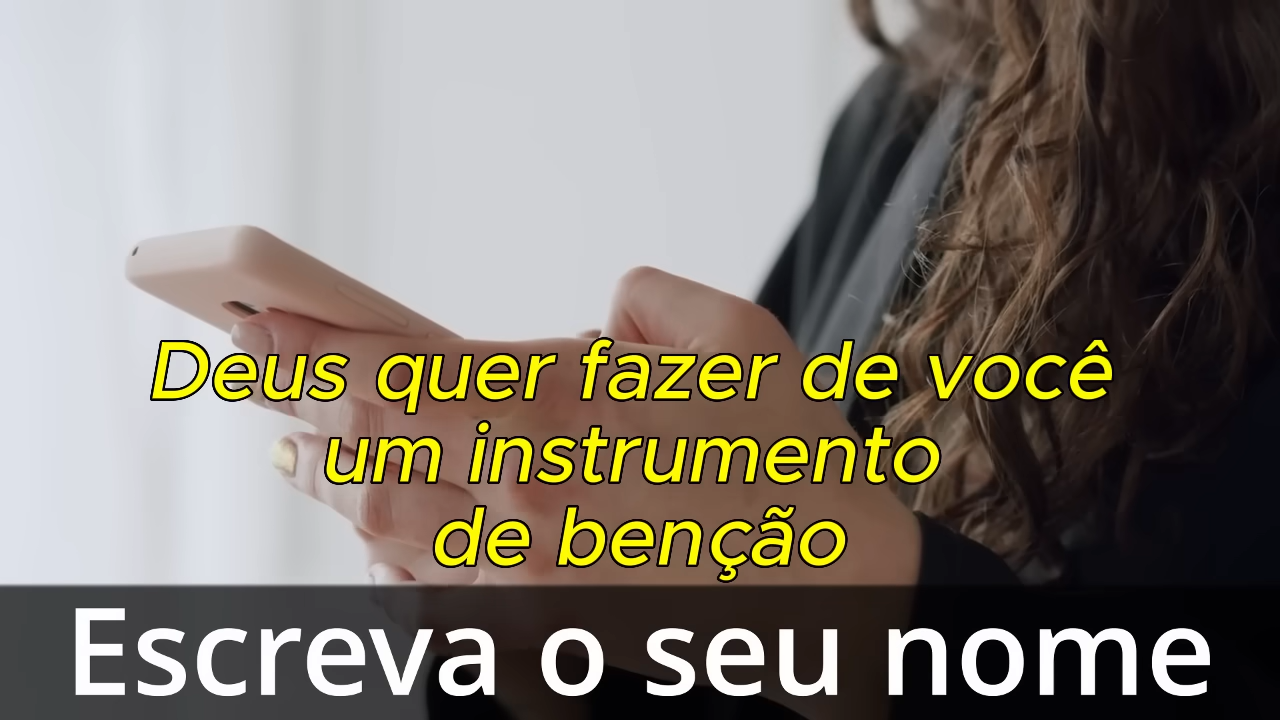 Deus quer fazer de você
um instrumento
de benção
Escreva o seu nome